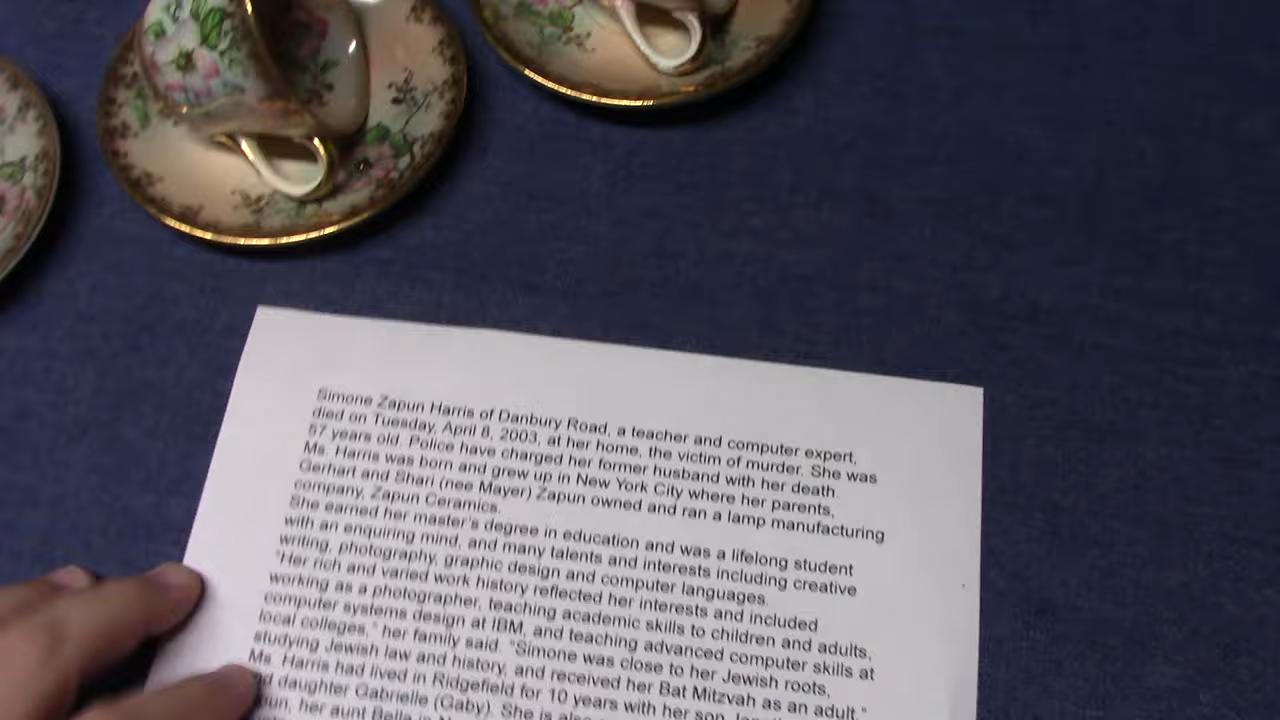 Simone Zapun Harris of Danbury Road, a teacher and computer expert,
died on Tuesday, April 8, 2003, at her home, the victim of murder. She was
57 years old. Police have charged her former husband with her death.
Ms. Harris was born and grew up in New York City where her parents,
Gerhart and Shari (nee Mayer) Zapun owned and ran a lamp manufacturing
company, Zapun Ceramics.
She earned her master's degree in education and was a lifelong student
with an enquiring mind, and many talents and interests including creative
writing, photography, graphic design and computer languages.
"Her rich and varied work history reflected her interests and included
working as a photographer, teaching academic skills to children and adults,
computer systems design at IBM, and teaching advanced computer skills at
local colleges," her family said. "Simone was close to her Jewish roots,
studying Jewish law and history, and received her Bat Mitzvah as an adult."
Ms. Harris had lived in Ridgefield for 10 years with her son,
daughter Gabrielle (Gaby). She is also
her aunt Bella in